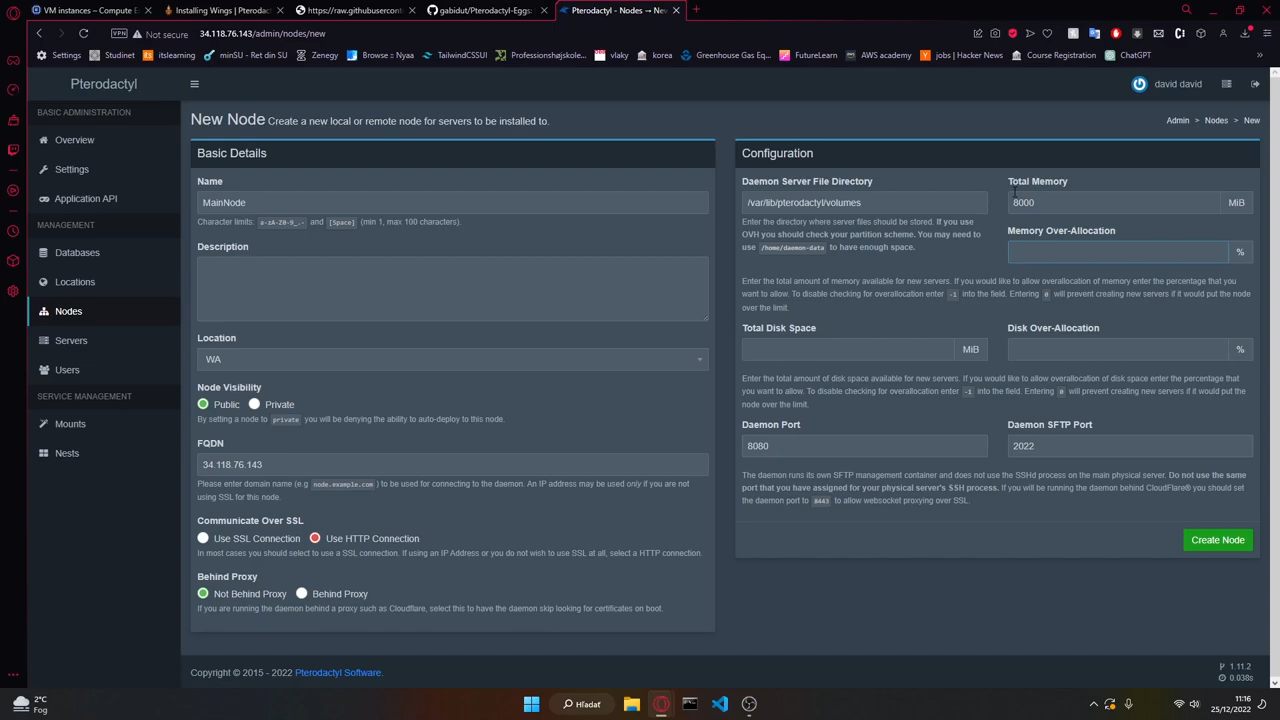 VM instances – Compute E
Installing Wings | Pterodactyl
https://raw.githubusercont
gabidut/Pterodactyl-Eggs:
Pterodactyl - Nodes → Ne
VPN
Not secure
34.118.76.143/admin/nodes/new
Settings
Student
itslearning
minSU - Din SU
Zenegy
Browse :: Nyaa
TailwindCSSUI
Professionshøjskole...
vlaky
korean
Greenhouse Gas Eq...
FutureLearn
AWS academy
jobs | Hacker News
Course Registration
ChatGPT
Pterodactyl
david david
BASIC ADMINISTRATION
Overview
Settings
Application API
MANAGEMENT
Databases
Locations
Nodes
Servers
Users
SERVICE MANAGEMENT
Mounts
Nests
New Node Create a new local or remote node for servers to be installed to.
Admin > Nodes > New
Basic Details
Name
MainNode
Character limits: a-zA-Z0-9_.- and [Space] (min 1, max 100 characters).
Description
Location
WA
Node Visibility
Public
Private
By setting a node to private you will be denying the ability to auto-deploy to this node.
FQDN
34.118.76.143
Please enter domain name (e.g node.example.com ) to be used for connecting to the daemon. An IP address may be used only if you are not
using SSL for this node.
Communicate Over SSL
Use SSL Connection
Use HTTP Connection
In most cases you should select to use a SSL connection. If using an IP Address or you do not wish to use SSL at all, select a HTTP connection.
Behind Proxy
Not Behind Proxy
Behind Proxy
If you are running the daemon behind a proxy such as Cloudflare, select this to have the daemon skip looking for certificates on boot.
Configuration
Daemon Server File Directory
/var/lib/pterodactyl/volumes
Enter the directory where server files should be stored. If you use
OVH you should check your partition scheme. You may need to
use /home/daemon-data to have enough space.
Total Memory
8000
MiB
Memory Over-Allocation
%
Enter the total amount of memory available for new servers. If you would like to allow overallocation of memory enter the percentage that you
want to allow. To disable checking for overallocation enter -1 into the field. Entering 0 will prevent creating new servers if it would put the node
over the limit.
Total Disk Space
MiB
Disk Over-Allocation
%
Enter the total amount of disk space available for new servers. If you would like to allow overallocation of disk space enter the percentage that
you want to allow. To disable checking for overallocation enter -1 into the field. Entering 0 will prevent creating new servers if it would put the
node over the limit.
Daemon Port
8080
Daemon SFTP Port
2022
The daemon runs its own SFTP management container and does not use the SSHd process on the main physical server. Do not use the same
port that you have assigned for your physical server's SSH process. If you will be running the daemon behind CloudFlare® you should set
the daemon port to 8443 to allow websocket proxying over SSL.
Create Node
Copyright © 2015 - 2022 Pterodactyl Software.
1.11.2
0.038s
2°C
Fog
Hľadať
11:16
25/12/2022